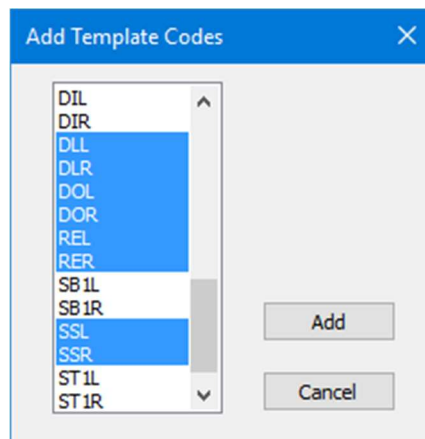 Add Template Codes
DIL
DIR
DLL
DLR
DOL
DOR
REL
RER
SB1L
SB1R
SSL
SSR
ST1L
ST1R
Add
Cancel